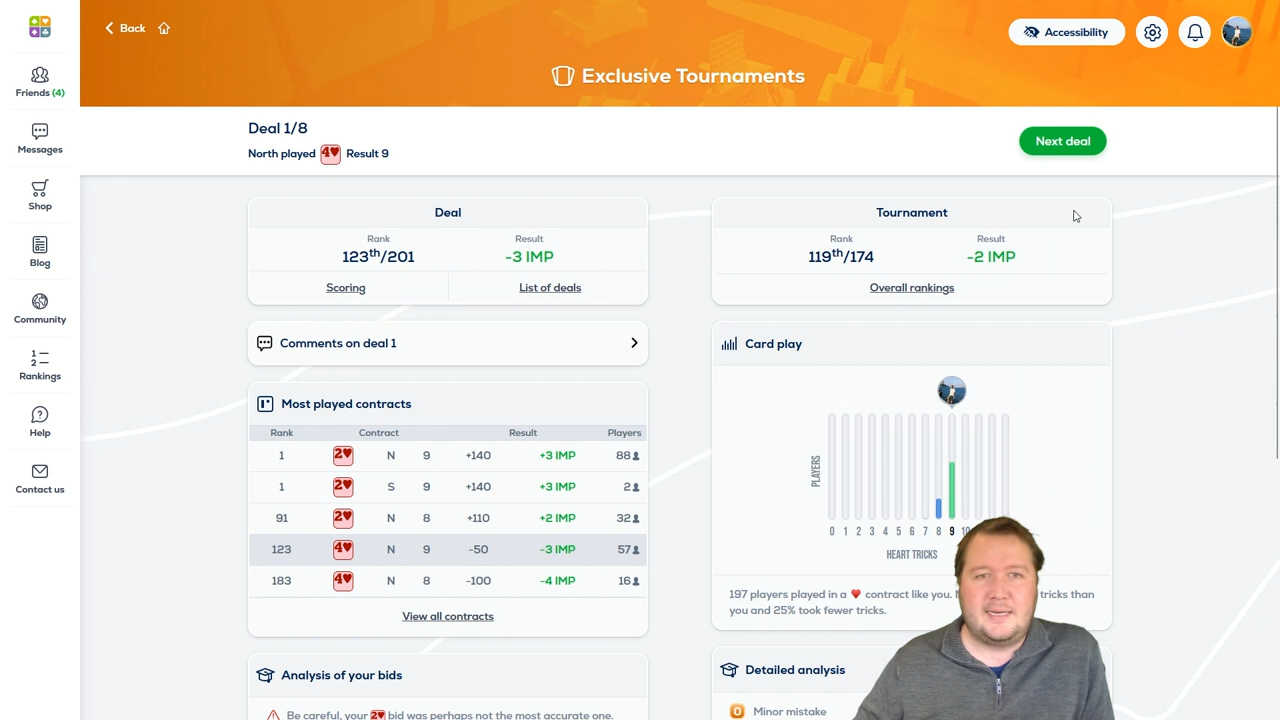 Back
Accessibility
Exclusive Tournaments
Friends (4)
Messages
Shop
Blog
Community
1
2
Rankings
Help
Contact us
Deal 1/8
North played 4♥ Result 9
Next deal
Deal
Rank Result
123th/201 -3 IMP
Scoring List of deals
Tournament
Rank Result
119th/174 -2 IMP
Overall rankings
Comments on deal 1
Most played contracts
Rank Contract Result Players
1 2♥ N 9 +140 +3 IMP 88
1 2♥ S 9 +140 +3 IMP 2
91 2♥ N 8 +110 +2 IMP 32
123 4♥ N 9 -50 -3 IMP 57
183 4♥ N 8 -100 -4 IMP 16
View all contracts
Card play
PLAYERS
0 1 2 3 4 5 6 7 8 9
HEART TRICKS
197 players played in a ♥ contract like you. tricks than
you and 25% took fewer tricks.
Analysis of your bids
Be careful, your 2♥ bid was perhaps not the most accurate one.
Detailed analysis
Minor mistake